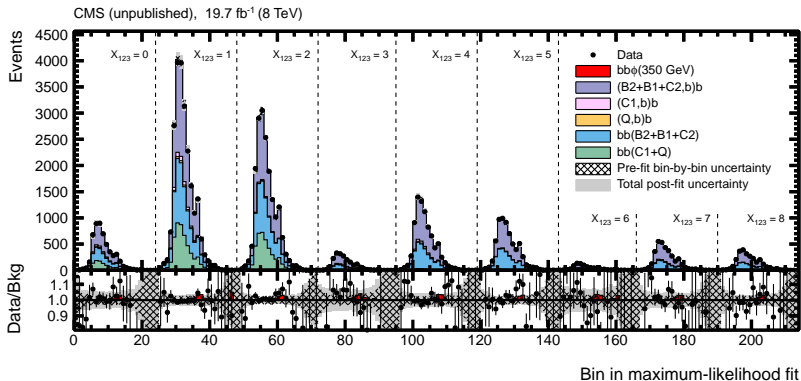 CMS (unpublished), 19.7 fb⁻¹ (8 TeV)
Events
4500
4000
3500
3000
2500
2000
1500
1000
500
0
X₁₂₃ = 0
X₁₂₃ = 1
X₁₂₃ = 2
X₁₂₃ = 3
X₁₂₃ = 4
X₁₂₃ = 5
X₁₂₃ = 6
X₁₂₃ = 7
X₁₂₃ = 8
Data
bbϕ(350 GeV)
(B2+B1+C2,b)b
(C1,b)b
(Q,b)b
bb(B2+B1+C2)
bb(C1+Q)
Pre-fit bin-by-bin uncertainty
Total post-fit uncertainty
Data/Bkg
1.1
1.0
0.9
0 20 40 60 80 100 120 140 160 180 200
Bin in maximum-likelihood fit